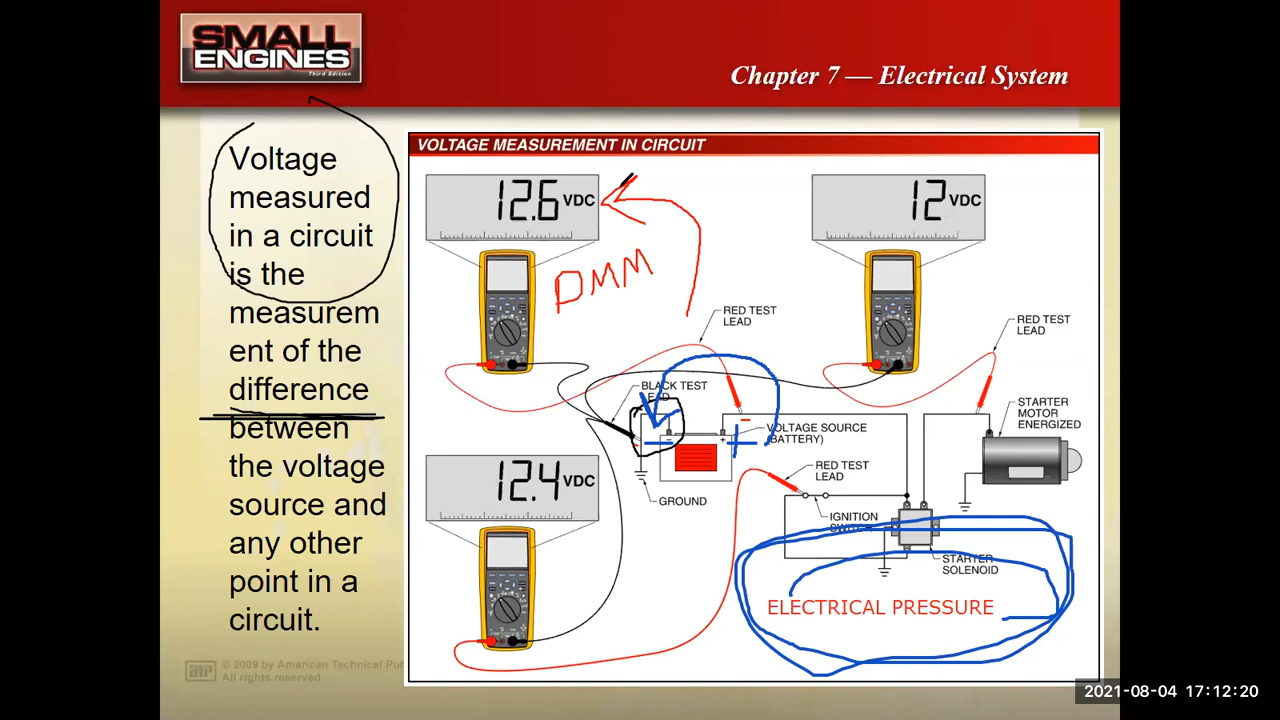 SMALL
ENGINES
Third Edition
Chapter 7 — Electrical System
Voltage
measured
in a circuit
is the
measurem
ent of the
difference
between
the voltage
source and
any other
point in a
circuit.
VOLTAGE MEASUREMENT IN CIRCUIT
12.6 VDC
12 VDC
DMM
RED TEST
LEAD
RED TEST
LEAD
BLACK TEST
LEAD
STARTER
MOTOR
ENERGIZED
VOLTAGE SOURCE
(BATTERY)
12.4 VDC
RED TEST
LEAD
GROUND
IGNITION
SWITCH
STARTER
SOLENOID
ELECTRICAL PRESSURE
© 2009 by American Technical Pub
All rights reserved
2021-08-04 17:12:20